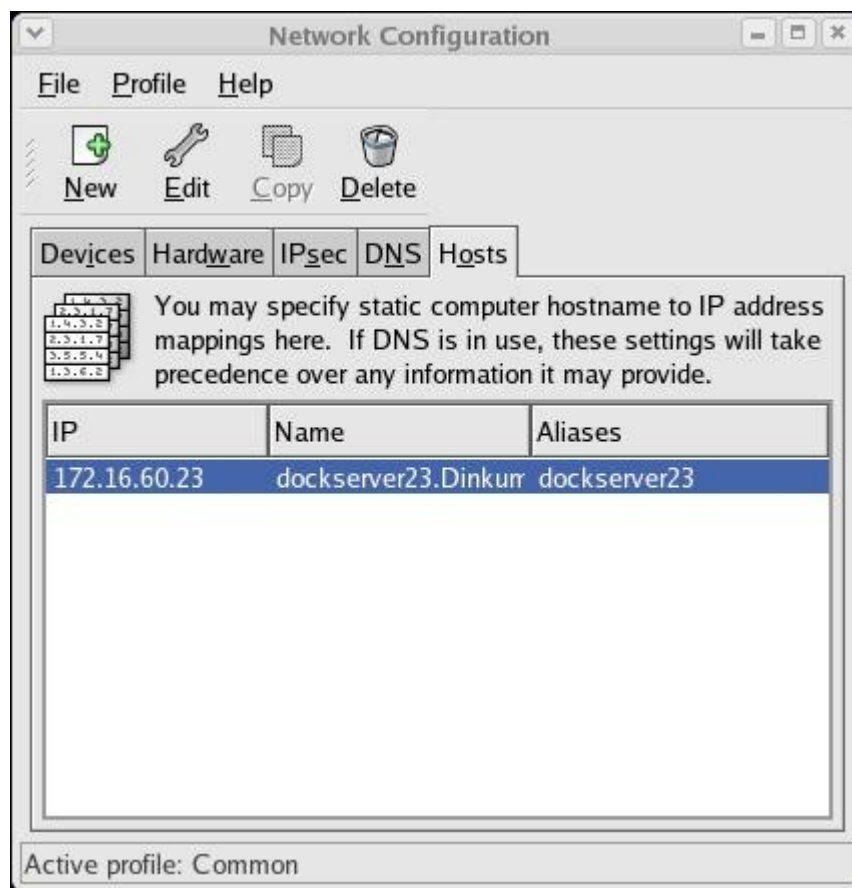 Network Configuration
File Profile Help
New Edit Copy Delete
Devices Hardware IPsec DNS Hosts
You may specify static computer hostname to IP address
mappings here. If DNS is in use, these settings will take
precedence over any information it may provide.
IP Name Aliases
172.16.60.23 dockserver23.Dinkum dockserver23
Active profile: Common